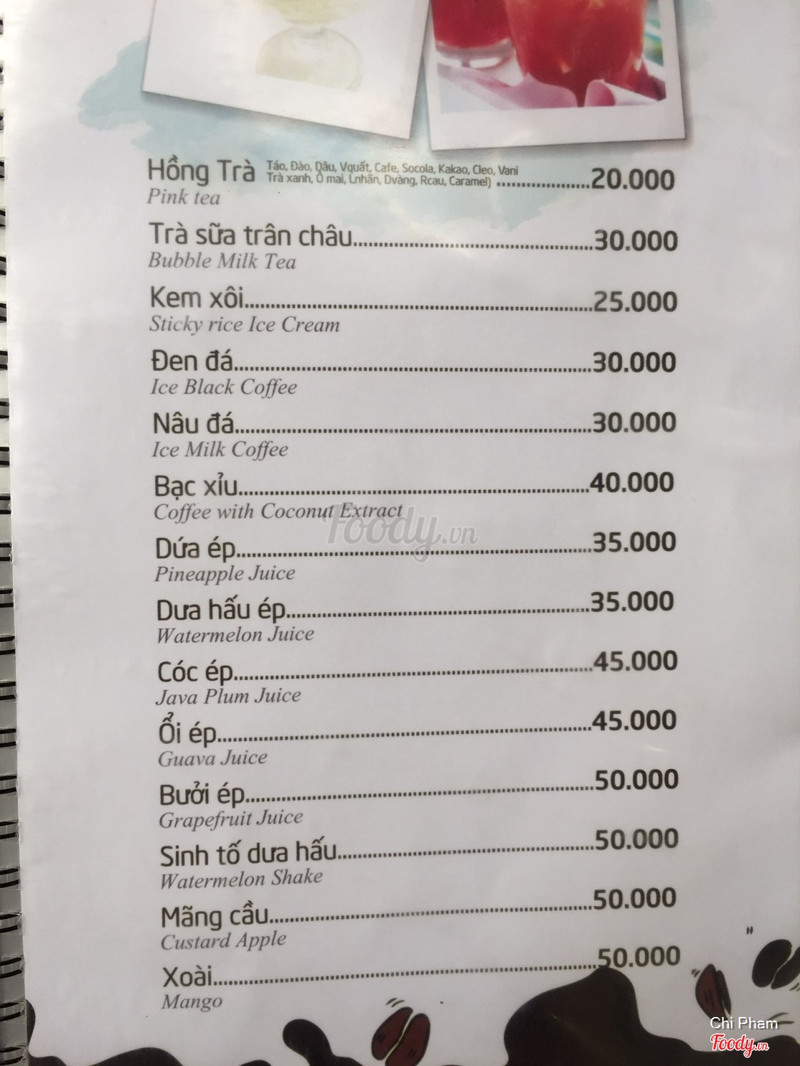 Hồng Trà Táo, Đào, Dâu, Vquất, Cafe, Socola, Kakao, Cleo, Vani
Trà xanh, Ô mai, Lnhãn, Dvàng, Rcau, Caramel) ..................20.000
Pink tea
Trà sữa trân châu..................30.000
Bubble Milk Tea
Kem xôi..................25.000
Sticky rice Ice Cream
Đen đá..................30.000
Ice Black Coffee
Nâu đá..................30.000
Ice Milk Coffee
Bạc xỉu..................40.000
Coffee with Coconut Extract
Foody.vn
Dứa ép..................35.000
Pineapple Juice
Dưa hấu ép..................35.000
Watermelon Juice
Cóc ép..................45.000
Java Plum Juice
Ổi ép..................45.000
Guava Juice
Bưởi ép..................50.000
Grapefruit Juice
Sinh tố dưa hấu..................50.000
Watermelon Shake
Mãng cầu..................50.000
Custard Apple
Xoài..................50.000
Mango
Chi Pham
Foody.vn